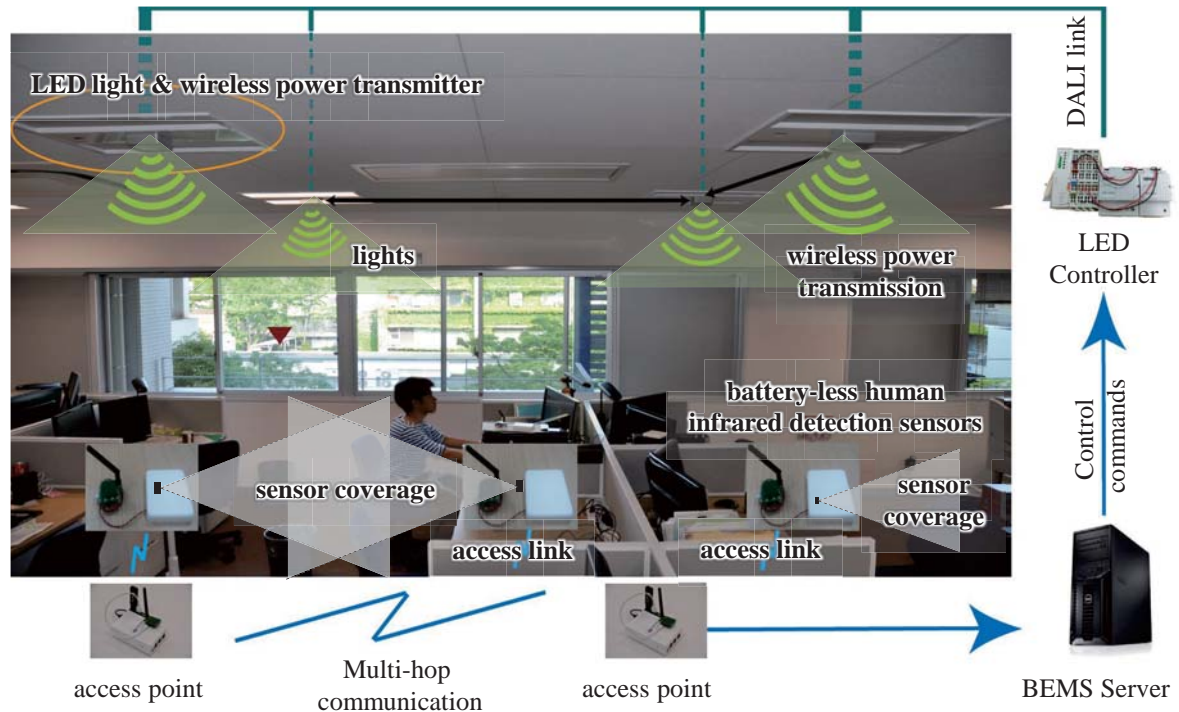 LED light & wireless power transmitter
DALI link
lights
wireless power
transmission
LED
Controller
battery-less human
infrared detection sensors
sensor coverage
sensor
coverage
Control
commands
access link
access link
access point
Multi-hop
communication
access point
BEMS Server